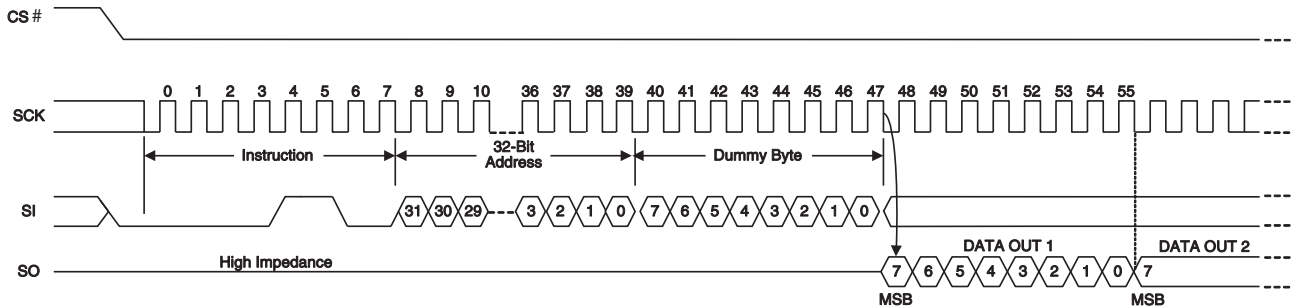 CS #
0 1 2 3 4 5 6 7 8 9 10 36 37 38 39 40 41 42 43 44 45 46 47 48 49 50 51 52 53 54 55
SCK
Instruction
32-Bit
Address
Dummy Byte
SI
31 30 29 3 2 1 0 7 6 5 4 3 2 1 0
DATA OUT 1 DATA OUT 2
High Impedance
SO
7 6 5 4 3 2 1 0 7
MSB MSB